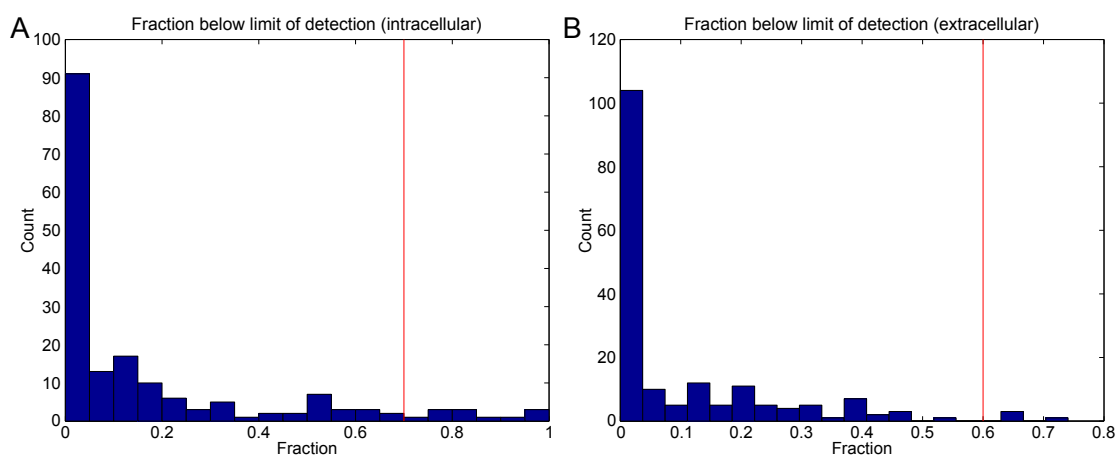 A
Fraction below limit of detection (intracellular)
100
90
80
70
60
50
40
30
20
10
0
Count
0 0.2 0.4 0.6 0.8 1
Fraction
B
Fraction below limit of detection (extracellular)
120
100
80
60
40
20
0
Count
0 0.1 0.2 0.3 0.4 0.5 0.6 0.7 0.8
Fraction